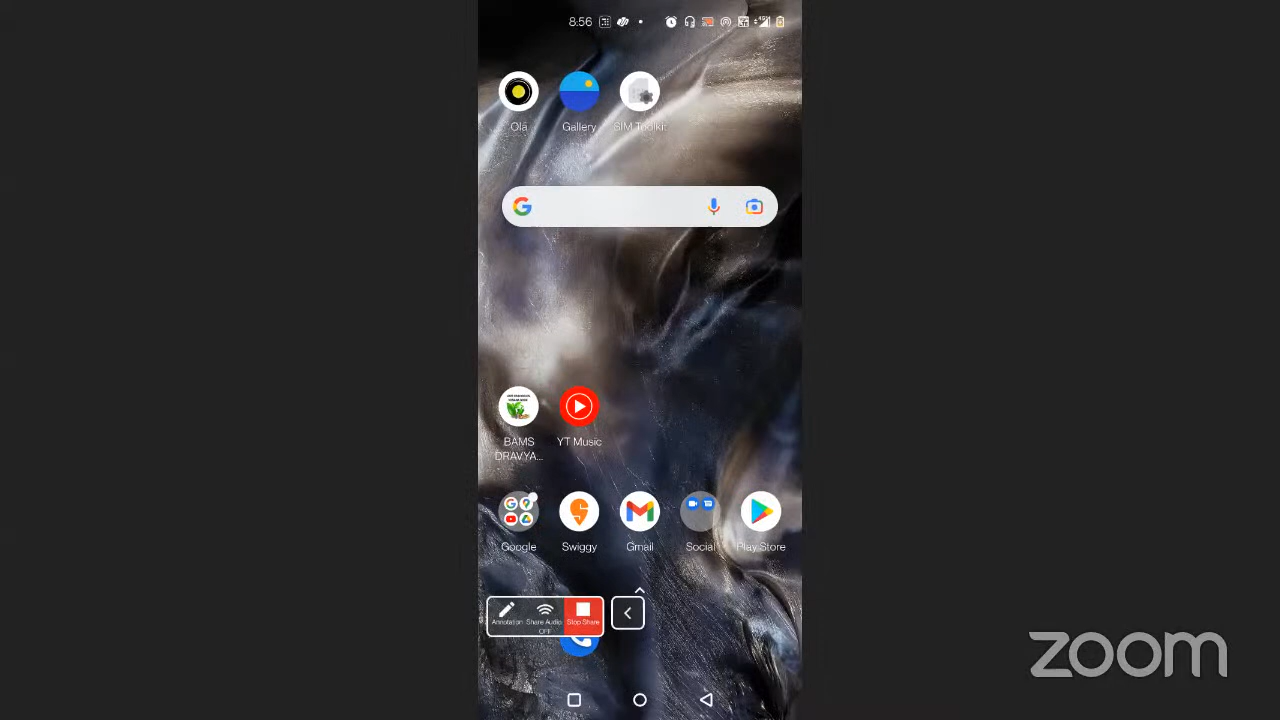 8:56
Ola
Gallery
SIM Toolkit
BAMS
DRAVYA...
YT Music
Google
Swiggy
Gmail
Social
Play Store
Annotation
Share Audio
OFF
Stop Share
zoom